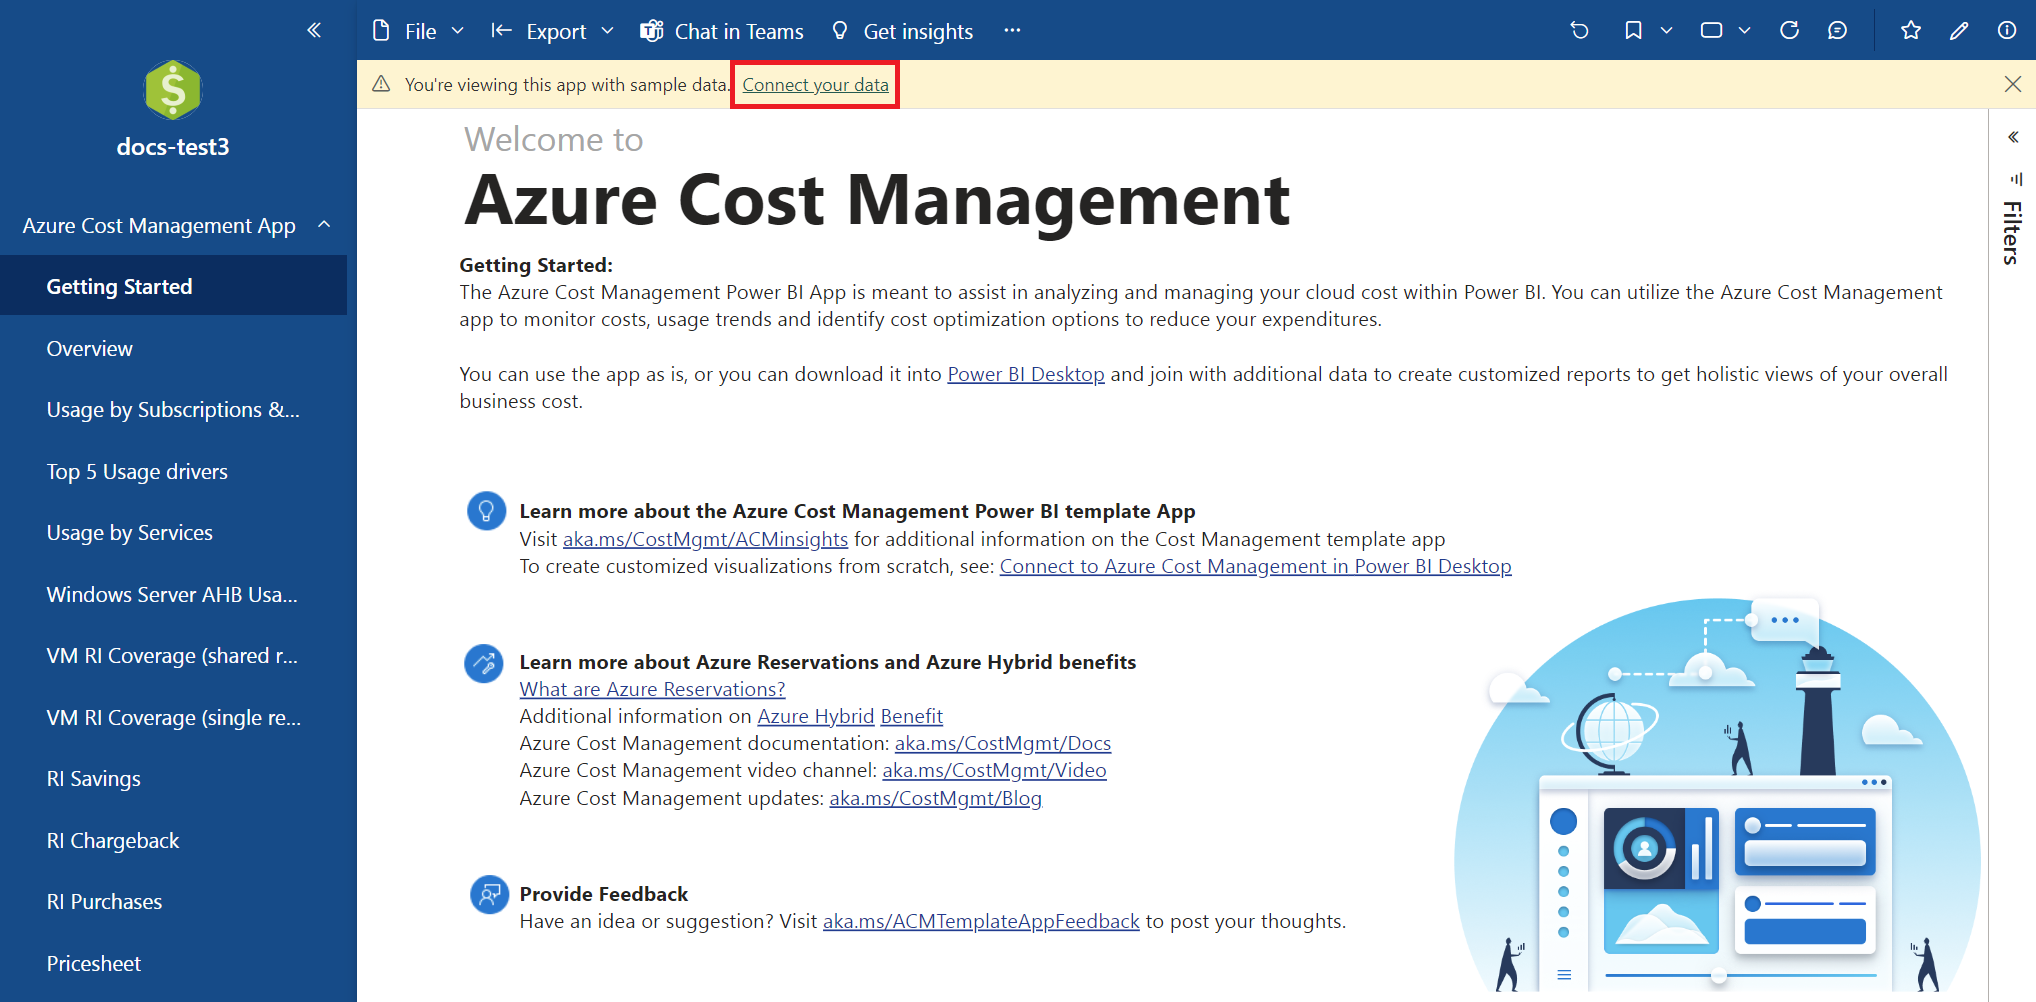 File
Export
Chat in Teams
Get insights
You're viewing this app with sample data. Connect your data
docs-test3
Azure Cost Management App
Getting Started
Overview
Usage by Subscriptions &...
Top 5 Usage drivers
Usage by Services
Windows Server AHB Usa...
VM RI Coverage (shared r...
VM RI Coverage (single re...
RI Savings
RI Chargeback
RI Purchases
Pricesheet
Welcome to
Azure Cost Management
Getting Started:
The Azure Cost Management Power BI App is meant to assist in analyzing and managing your cloud cost within Power BI. You can utilize the Azure Cost Management
app to monitor costs, usage trends and identify cost optimization options to reduce your expenditures.
You can use the app as is, or you can download it into Power BI Desktop and join with additional data to create customized reports to get holistic views of your overall
business cost.
Learn more about the Azure Cost Management Power BI template App
Visit aka.ms/CostMgmt/ACMinsights for additional information on the Cost Management template app
To create customized visualizations from scratch, see: Connect to Azure Cost Management in Power BI Desktop
Learn more about Azure Reservations and Azure Hybrid benefits
What are Azure Reservations?
Additional information on Azure Hybrid Benefit
Azure Cost Management documentation: aka.ms/CostMgmt/Docs
Azure Cost Management video channel: aka.ms/CostMgmt/Video
Azure Cost Management updates: aka.ms/CostMgmt/Blog
Provide Feedback
Have an idea or suggestion? Visit aka.ms/ACMTemplateAppFeedback to post your thoughts.
Filters